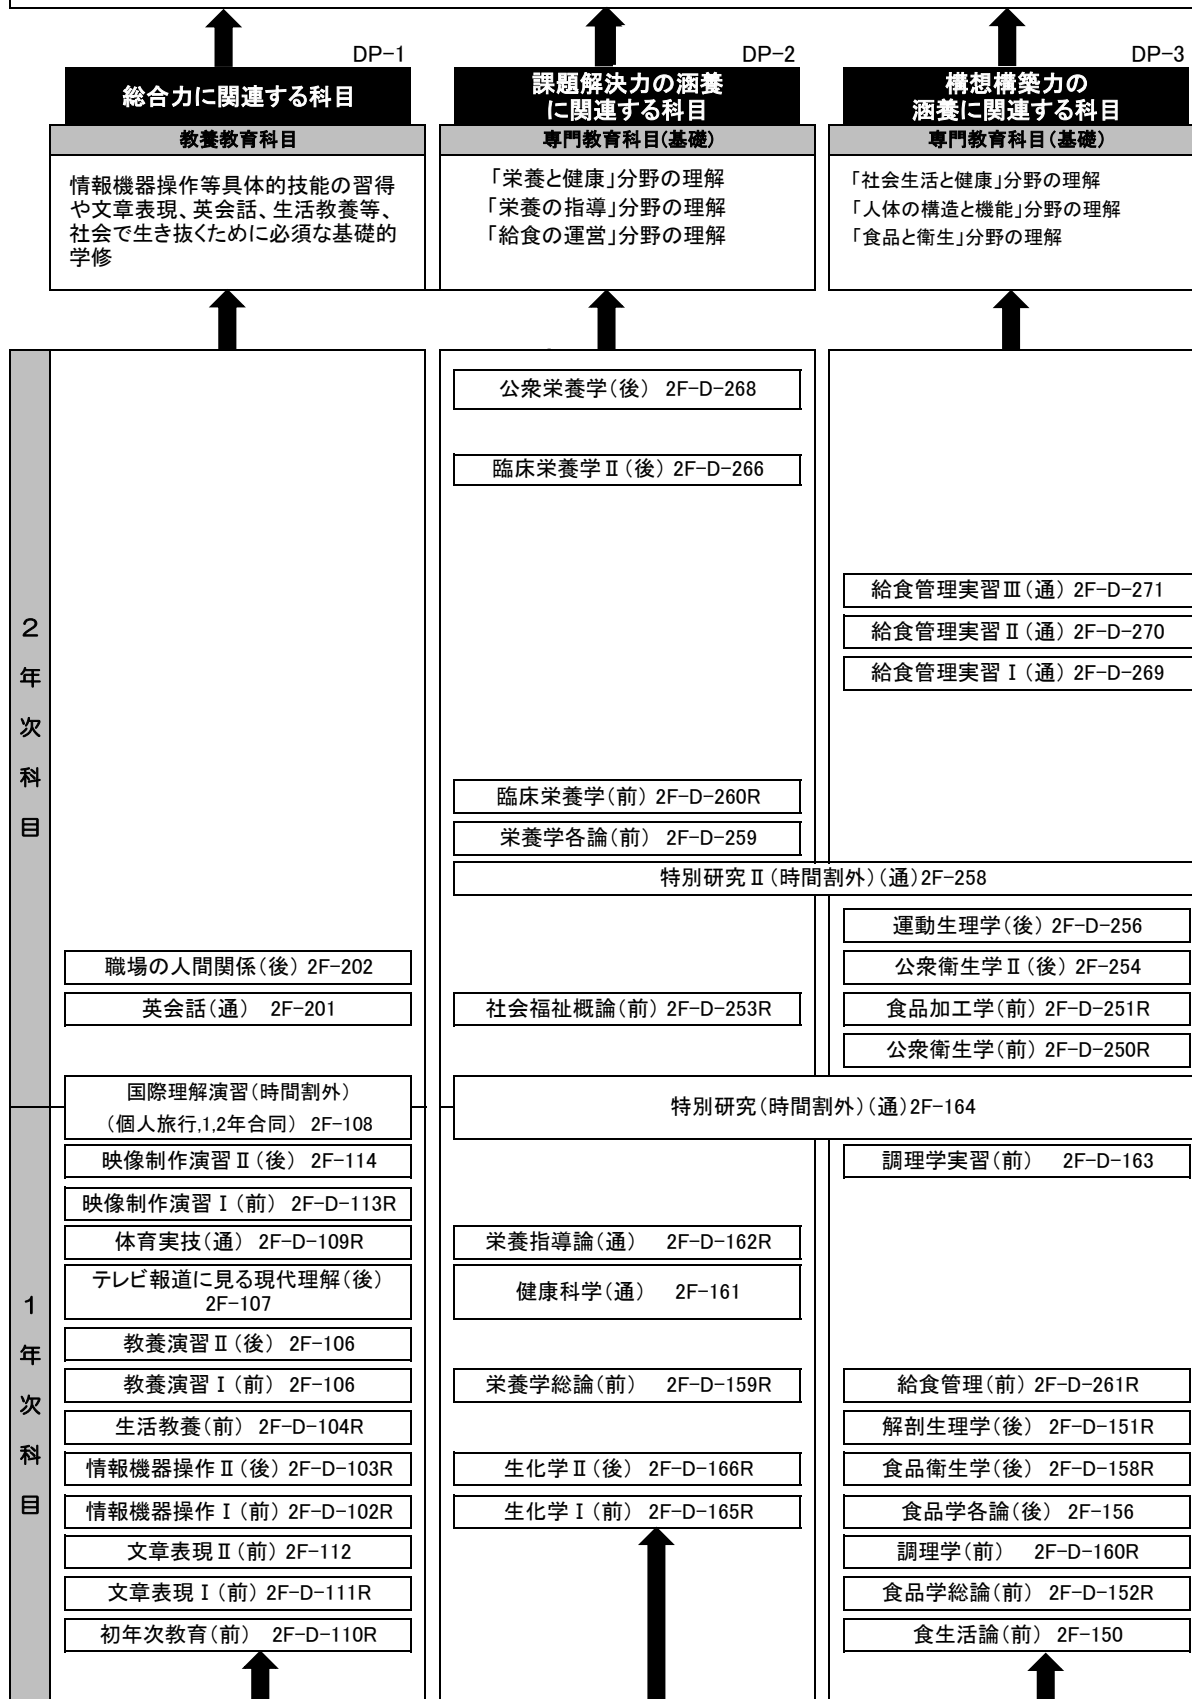 DP-1
総合力に関連する科目
教養教育科目
情報機器操作等具体的技能の習得
や文章表現、英会話、生活教養等、
社会で生き抜くために必須な基礎的
学修
DP-2
課題解決力の涵養
に関連する科目
専門教育科目(基礎)
「栄養と健康」分野の理解
「栄養の指導」分野の理解
「給食の運営」分野の理解
DP-3
構想構築力の
涵養に関連する科目
専門教育科目(基礎)
「社会生活と健康」分野の理解
「人体の構造と機能」分野の理解
「食品と衛生」分野の理解
2
年
次
科
目
職場の人間関係(後) 2F-202
英会話(通) 2F-201
国際理解演習(時間割外)
(個人旅行,1,2年合同) 2F-108
公衆栄養学(後) 2F-D-268
臨床栄養学Ⅱ(後) 2F-D-266
臨床栄養学(前) 2F-D-260R
栄養学各論(前) 2F-D-259
特別研究Ⅱ(時間割外)(通)2F-258
社会福祉概論(前) 2F-D-253R
特別研究(時間割外)(通)2F-164
給食管理実習Ⅲ(通) 2F-D-271
給食管理実習Ⅱ(通) 2F-D-270
給食管理実習Ⅰ(通) 2F-D-269
運動生理学(後) 2F-D-256
公衆衛生学Ⅱ(後) 2F-254
食品加工学(前) 2F-D-251R
公衆衛生学(前) 2F-D-250R
1
年
次
科
目
映像制作演習Ⅱ(後) 2F-114
映像制作演習Ⅰ(前) 2F-D-113R
体育実技(通) 2F-D-109R
テレビ報道に見る現代理解(後)
2F-107
教養演習Ⅱ(後) 2F-106
教養演習Ⅰ(前) 2F-106
生活教養(前) 2F-D-104R
情報機器操作Ⅱ(後) 2F-D-103R
情報機器操作Ⅰ(前) 2F-D-102R
文章表現Ⅱ(前) 2F-112
文章表現Ⅰ(前) 2F-D-111R
初年次教育(前) 2F-D-110R
栄養指導論(通) 2F-D-162R
健康科学(通) 2F-161
栄養学総論(前) 2F-D-159R
生化学Ⅱ(後) 2F-D-166R
生化学Ⅰ(前) 2F-D-165R
調理学実習(前) 2F-D-163
給食管理(前) 2F-D-261R
解剖生理学(後) 2F-D-151R
食品衛生学(後) 2F-D-158R
食品学各論(後) 2F-156
調理学(前) 2F-D-160R
食品学総論(前) 2F-D-152R
食生活論(前) 2F-150